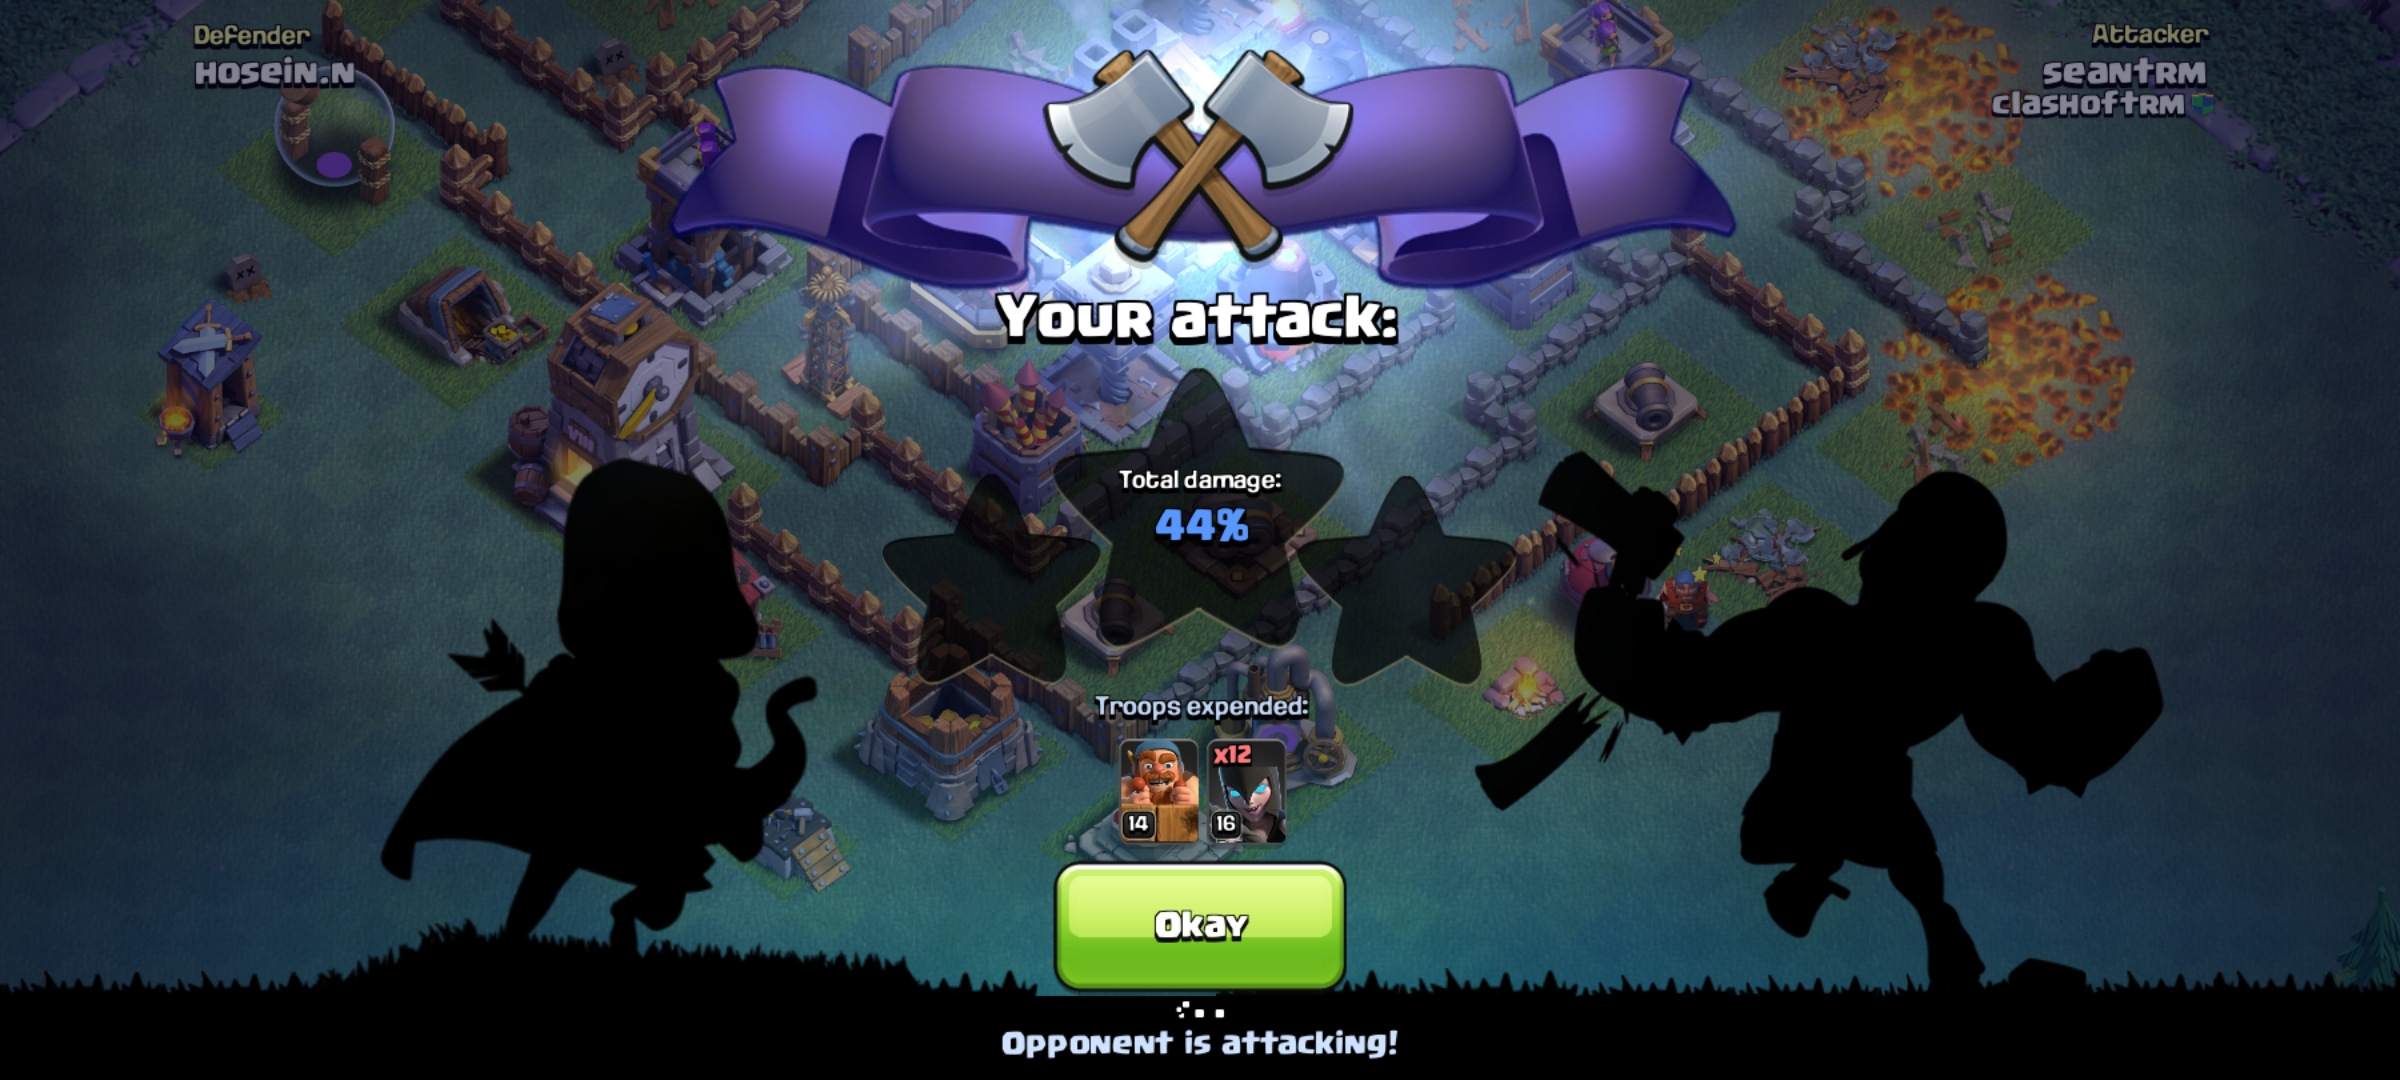 Defender
Hosein.N
Attacker
seantRM
clashoftRM
Your attack:
Total damage:
44%
Troops expended:
x12
14
16
Okay
Opponent is attacking!